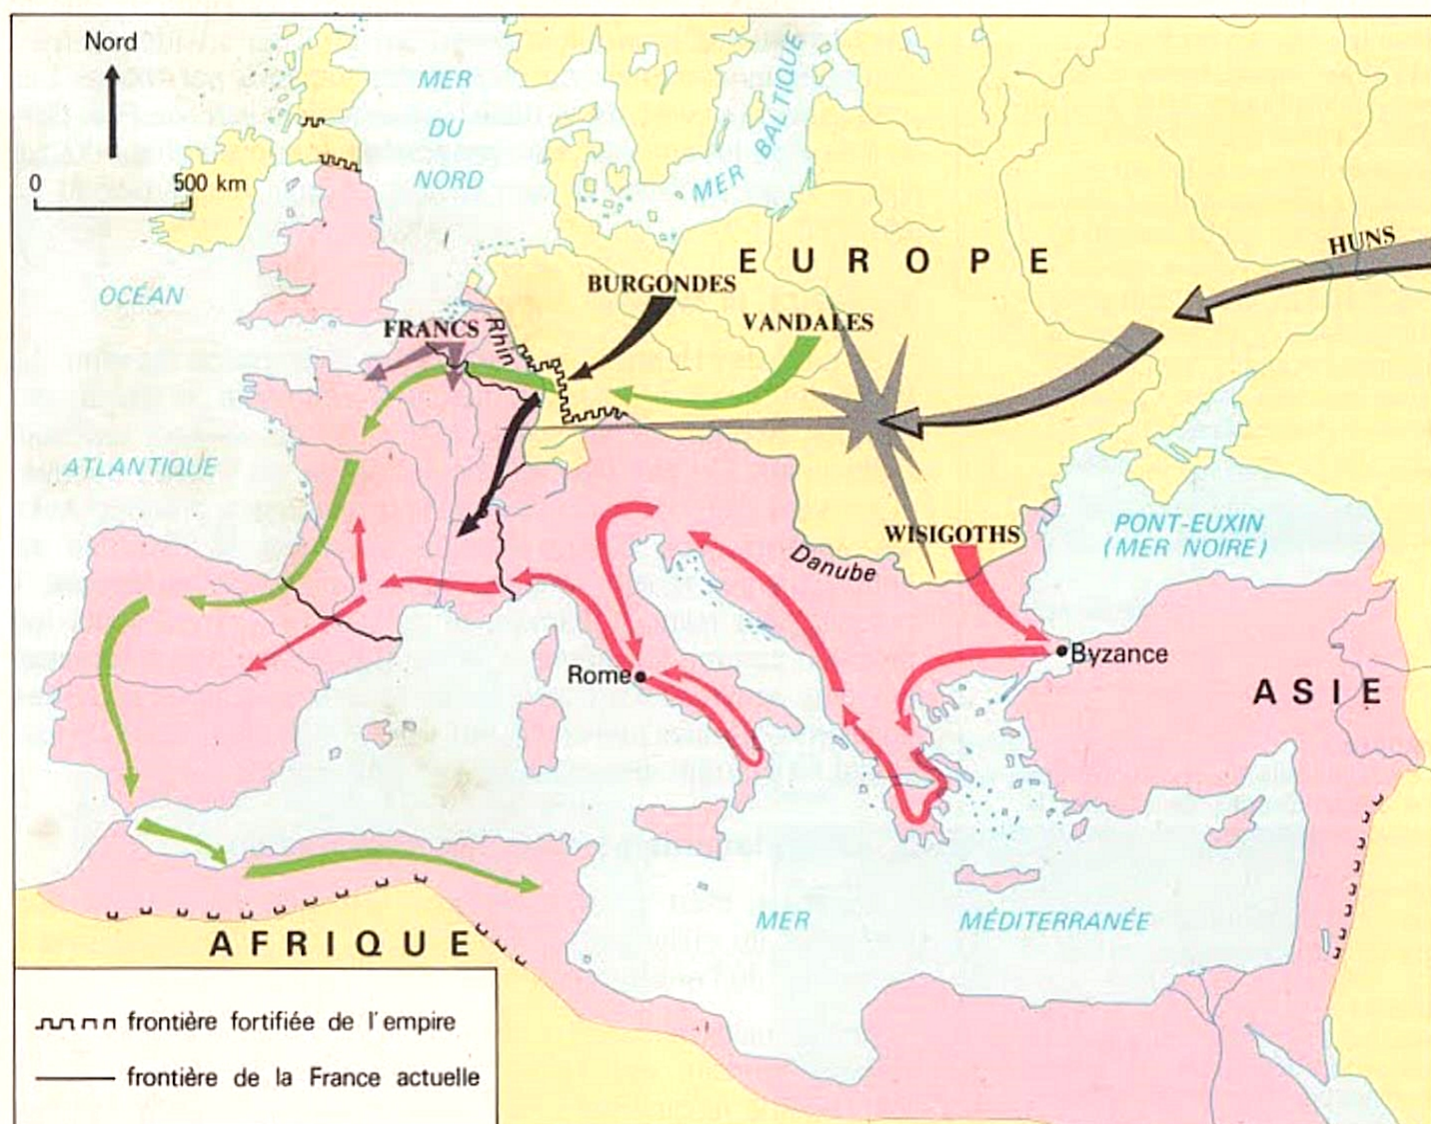 Nord
0 500 km
MER
DU
NORD
MER BALTIQUE
EUROPE
HUNS
BURGONDES
OCÉAN
VANDALES
FRANCS
Rhin
ATLANTIQUE
WISIGOTHS
PONT-EUXIN
(MER NOIRE)
Danube
Byzance
Rome
ASIE
MER MÉDITERRANÉE
AFRIQUE
frontière fortifiée de l'empire
frontière de la France actuelle